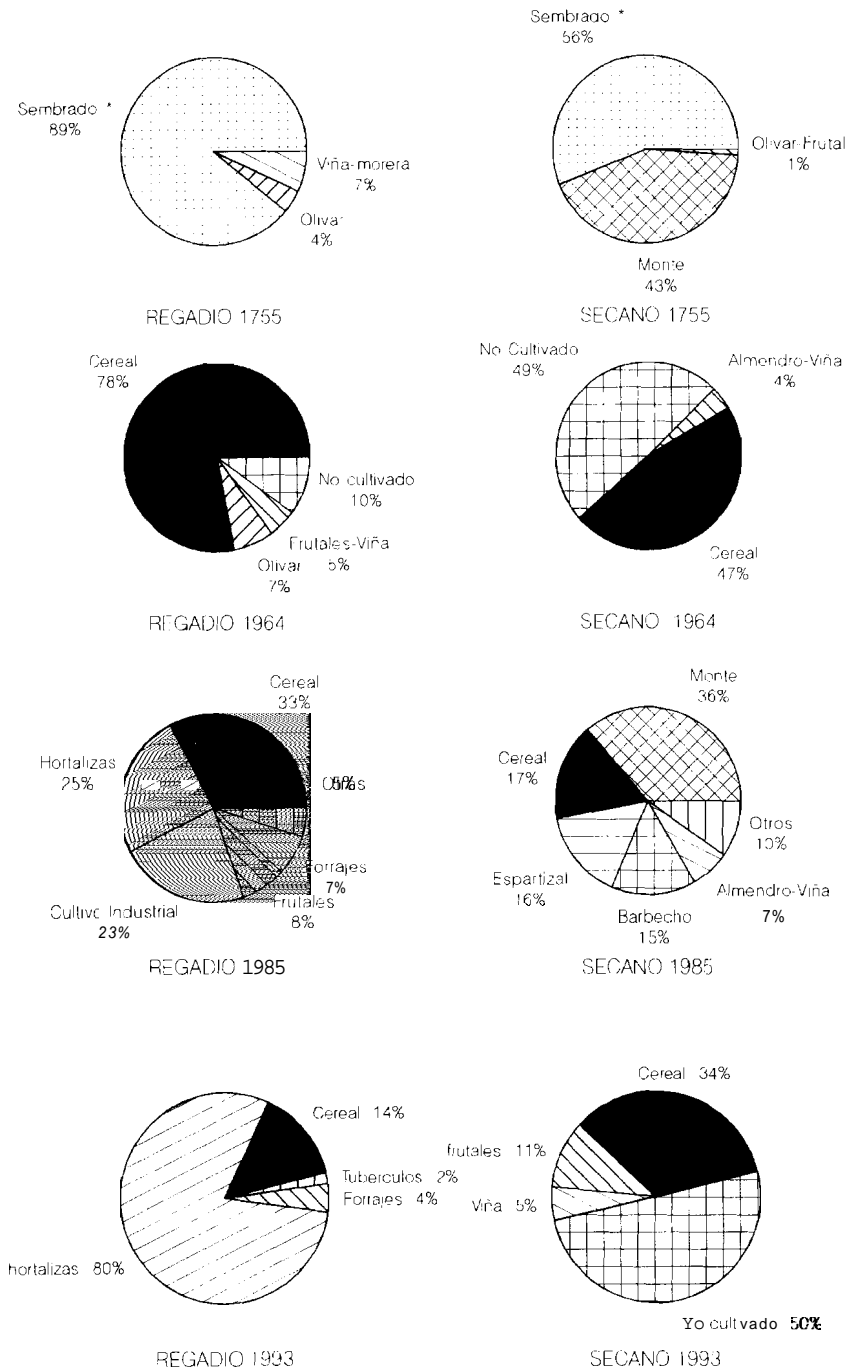 Sembrado *
89%
Viña-morera
7%
Olivar
4%
REGADIO 1755
Sembrado *
56%
Olivar-Frutal
1%
Monte
43%
SECANO 1755
Cereal
78%
No cultivado
10%
Frutales-Viña
5%
Olivar
7%
REGADIO 1964
No Cultivado
49%
Almendro-Viña
4%
Cereal
47%
SECANO 1964
Cereal
33%
Hortalizas
25%
5%
Forrajes
7%
Frutales
8%
Cultivo Industrial
23%
REGADIO 1985
Monte
36%
Cereal
17%
Otros
10%
Espartizal
16%
Almendro-Viña
7%
Barbecho
15%
SECANO 1985
Cereal 14%
Tuberculos 2%
Forrajes 4%
hortalizas 80%
REGADIO 1993
Cereal 34%
frutales 11%
Viña 5%
Yo cultvado 50%
SECANO 1993